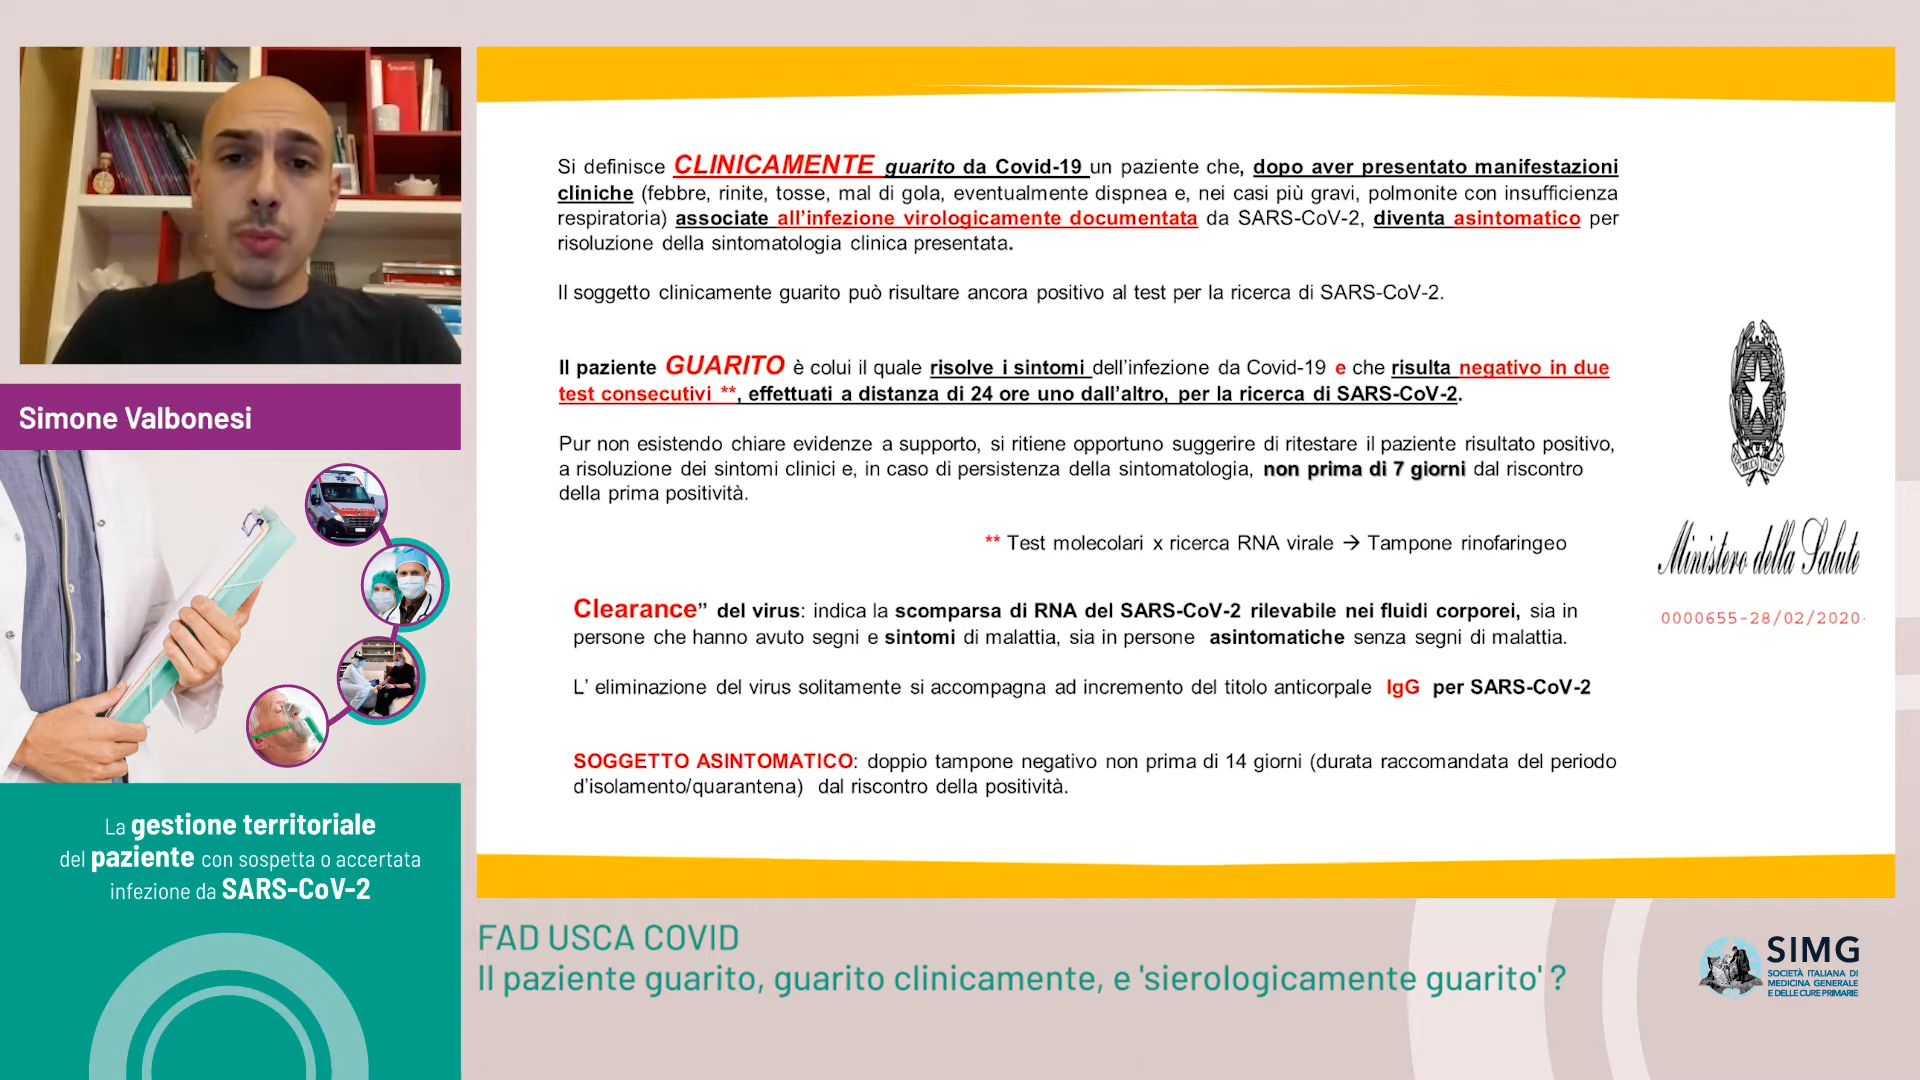 Simone Valbonesi
La gestione territoriale
del paziente con sospetta o accertata
infezione da SARS-CoV-2
Si definisce CLINICAMENTE guarito da Covid-19 un paziente che, dopo aver presentato manifestazioni
cliniche (febbre, rinite, tosse, mal di gola, eventualmente dispnea e, nei casi più gravi, polmonite con insufficienza
respiratoria) associate all'infezione virologicamente documentata da SARS-CoV-2, diventa asintomatico per
risoluzione della sintomatologia clinica presentata.
Il soggetto clinicamente guarito può risultare ancora positivo al test per la ricerca di SARS-CoV-2.
Il paziente GUARITO è colui il quale risolve i sintomi dell'infezione da Covid-19 e che risulta negativo in due
test consecutivi **, effettuati a distanza di 24 ore uno dall'altro, per la ricerca di SARS-CoV-2.
Pur non esistendo chiare evidenze a supporto, si ritiene opportuno suggerire di ritestare il paziente risultato positivo,
a risoluzione dei sintomi clinici e, in caso di persistenza della sintomatologia, non prima di 7 giorni dal riscontro
della prima positività.
** Test molecolari x ricerca RNA virale → Tampone rinofaringeo
Clearance” del virus: indica la scomparsa di RNA del SARS-CoV-2 rilevabile nei fluidi corporei, sia in
persone che hanno avuto segni e sintomi di malattia, sia in persone asintomatiche senza segni di malattia.
L' eliminazione del virus solitamente si accompagna ad incremento del titolo anticorpale IgG per SARS-CoV-2
SOGGETTO ASINTOMATICO: doppio tampone negativo non prima di 14 giorni (durata raccomandata del periodo
d'isolamento/quarantena) dal riscontro della positività.
Ministero della Salute
0000655-28/02/2020
FAD USCA COVID
Il paziente guarito, guarito clinicamente, e 'sierologicamente guarito' ?
SIMG
SOCIETÀ ITALIANA DI
MEDICINA GENERALE
E DELLE CURE PRIMARIE